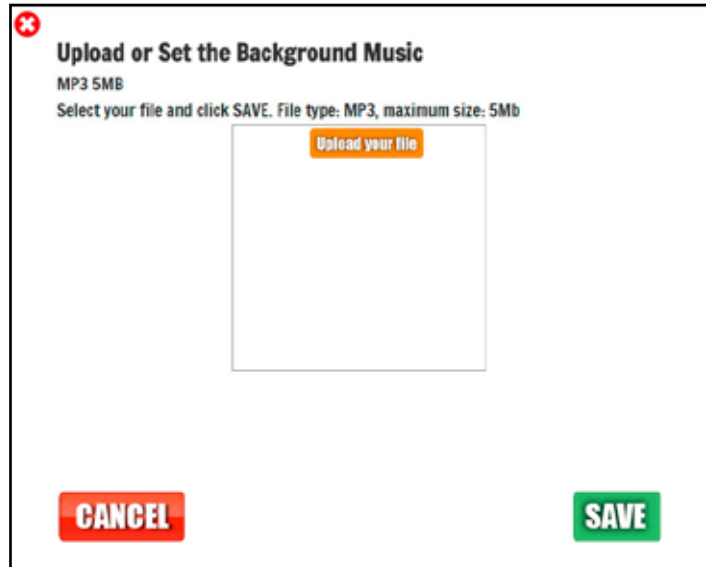 Upload or Set the Background Music
MP3 5MB
Select your file and click SAVE. File type: MP3, maximum size: 5Mb
Upload your file
CANCEL
SAVE